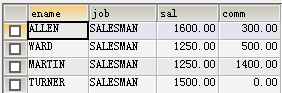 ename job sal comm
ALLEN SALESMAN 1600.00 300.00
WARD SALESMAN 1250.00 500.00
MARTIN SALESMAN 1250.00 1400.00
TURNER SALESMAN 1500.00 0.00